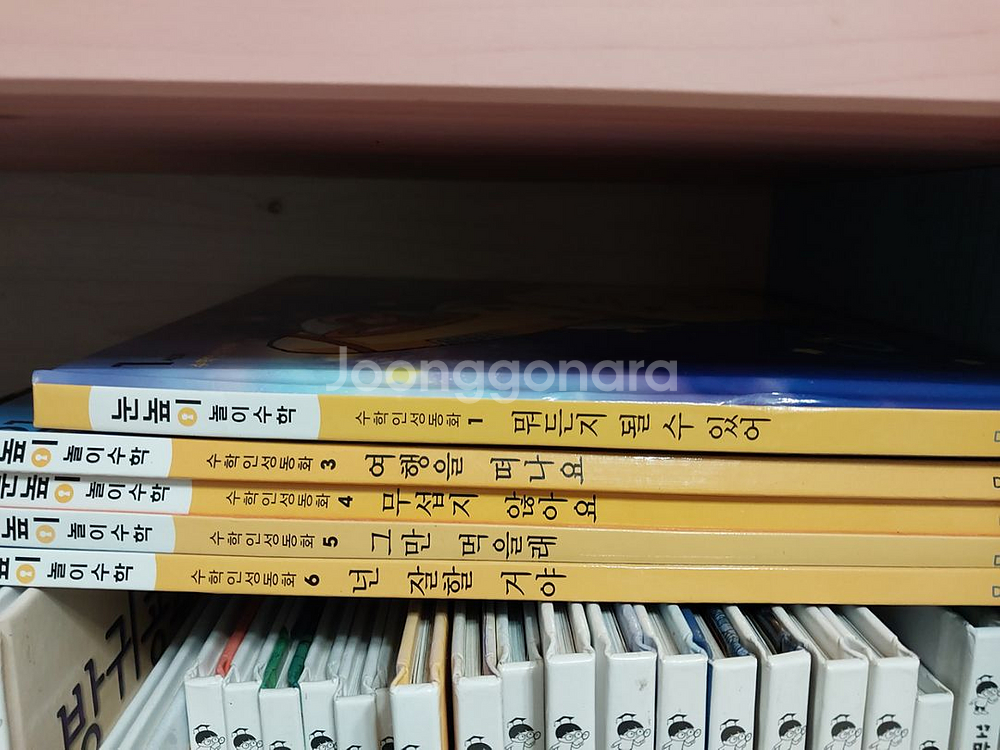 Joonggonara
눈높이 놀이수학 수학인성동화 1 뭐든지 될 수 있어
높이 놀이수학 수학인성동화 3 여행을 떠나요
눈높이 놀이수학 수학인성동화 4 무섭지 않아요
높이 놀이수학 수학인성동화 5 그만 먹을래
높이 놀이수학 수학인성동화 6 넌 잘할 거야
방귀